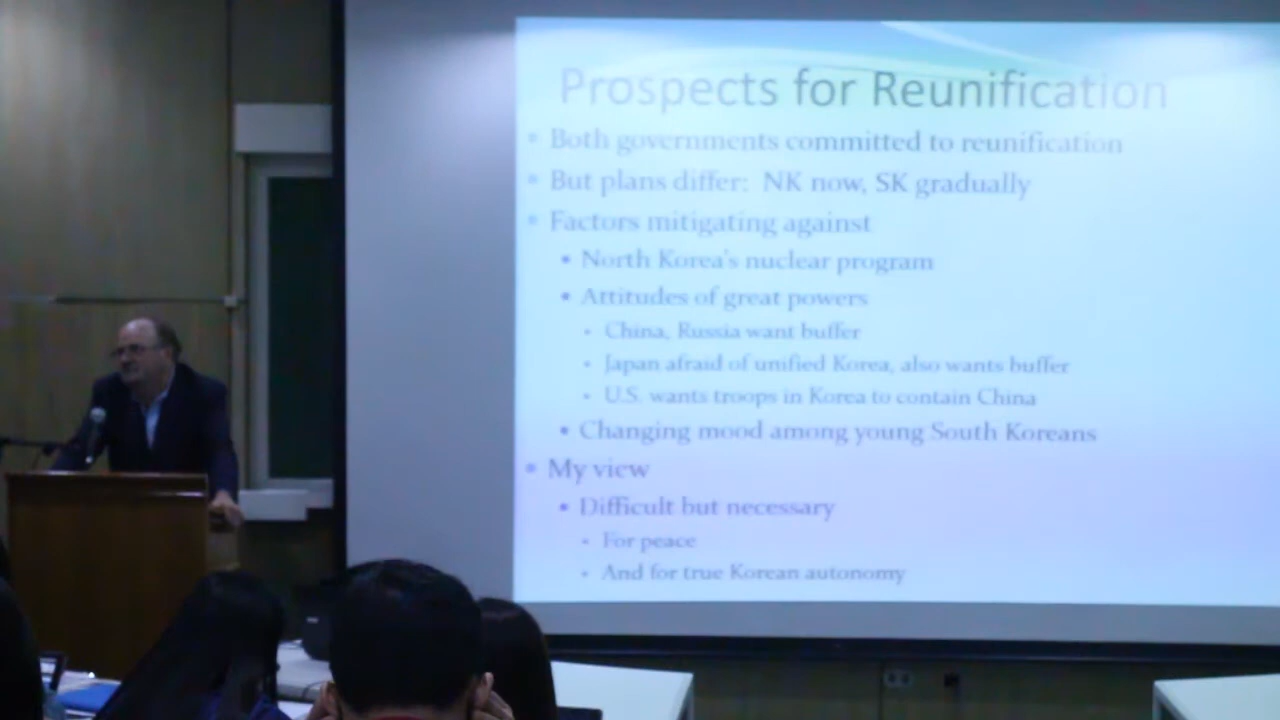 Prospects for Reunification
Both governments committed to reunification
But plans differ: NK now, SK gradually
Factors mitigating against
North Korea's nuclear program
Attitudes of great powers
China, Russia want buffer
Japan afraid of unified Korea, also wants buffer
U.S. wants troops in Korea to contain China
Changing mood among young South Koreans
My view
Difficult but necessary
For peace
And for true Korean autonomy